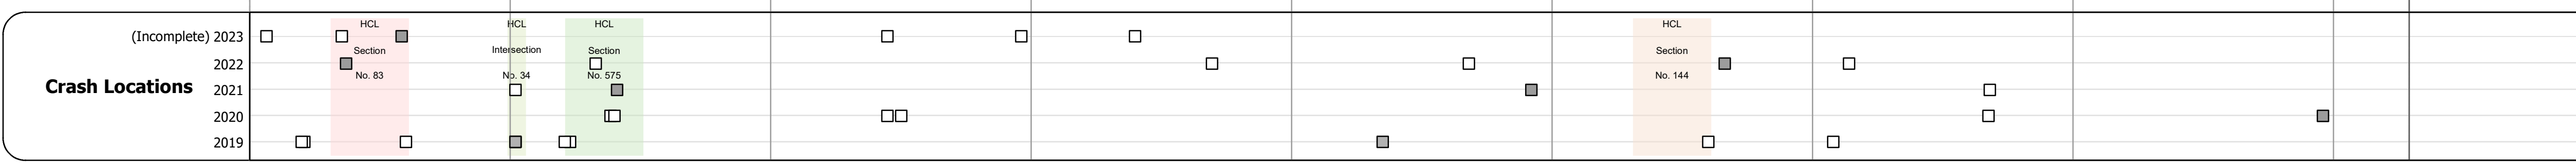 HCL HCL HCL HCL
(Incomplete) 2023
Section Intersection Section Section
2022
No. 83 No. 34 No. 575 No. 144
Crash Locations
2021
2020
2019